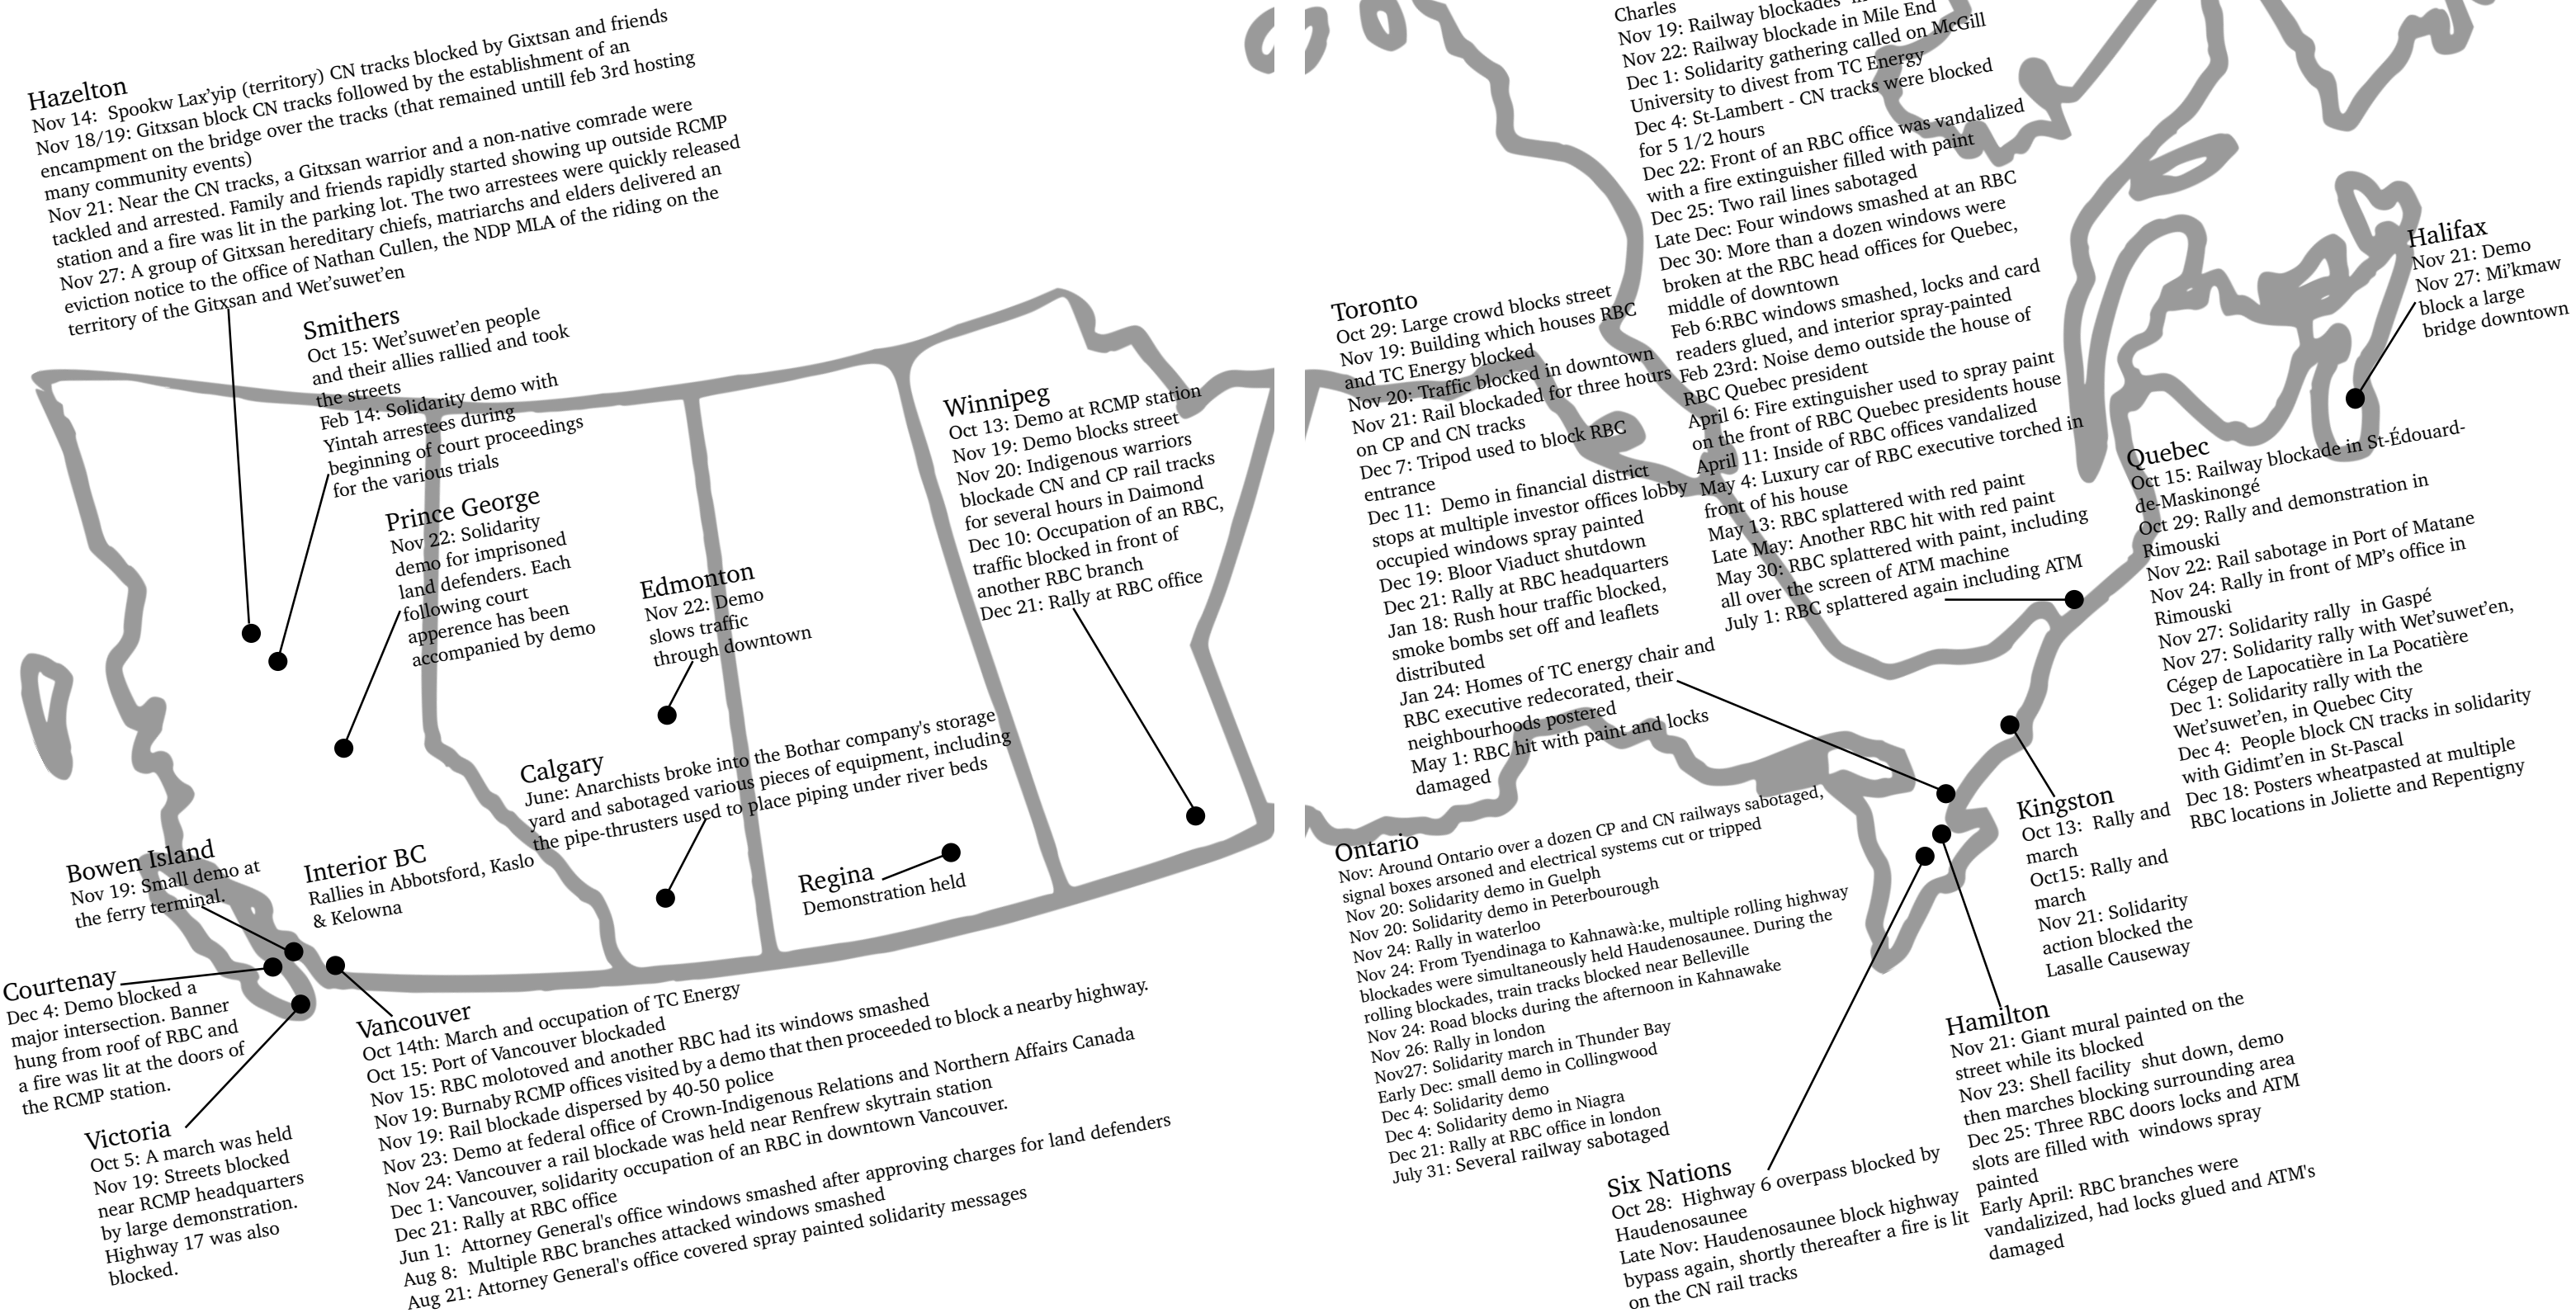 Hazelton
Nov 14:  Spookw Lax'yip (territory) CN tracks blocked by Gixtsan and friends
Nov 18/19: Gitxsan block CN tracks followed by the establishment of an
encampment on the bridge over the tracks (that remained untill feb 3rd hosting
many community events)
Nov 21: Near the CN tracks, a Gitxsan warrior and a non-native comrade were
tackled and arrested. Family and friends rapidly started showing up outside RCMP
station and a fire was lit in the parking lot. The two arrestees were quickly released
Nov 27: A group of Gitxsan hereditary chiefs, matriarchs and elders delivered an
eviction notice to the office of Nathan Cullen, the NDP MLA of the riding on the
territory of the Gitxsan and Wet'suwet'en
Smithers
Oct 15: Wet'suwet'en people
and their allies rallied and took
the streets
Feb 14: Solidarity demo with
Yintah arrestees during
beginning of court proceedings
for the various trials
Prince George
Nov 22: Solidarity
demo for imprisoned
land defenders. Each
following court
apperence has been
accompanied by demo
Edmonton
Nov 22: Demo
slows traffic
through downtown
Winnipeg
Oct 13: Demo at RCMP station
Nov 19: Demo blocks street
Nov 20: Indigenous warriors
blockade CN and CP rail tracks
for several hours in Daimond
Dec 10: Occupation of an RBC,
traffic blocked in front of
another RBC branch
Dec 21: Rally at RBC office
Calgary
June: Anarchists broke into the Bothar company's storage
yard and sabotaged various pieces of equipment, including
the pipe-thrusters used to place piping under river beds
Regina
Demonstration held
Bowen Island
Nov 19: Small demo at
the ferry terminal.
Interior BC
Rallies in Abbotsford, Kaslo
& Kelowna
Courtenay
Dec 4: Demo blocked a
major intersection. Banner
hung from roof of RBC and
a fire was lit at the doors of
the RCMP station.
Victoria
Oct 5: A march was held
Nov 19: Streets blocked
near RCMP headquarters
by large demonstration.
Highway 17 was also
blocked.
Vancouver
Oct 14th: March and occupation of TC Energy
Oct 15: Port of Vancouver blockaded
Nov 15: RBC molotoved and another RBC had its windows smashed
Nov 19: Burnaby RCMP offices visited by a demo that then proceeded to block a nearby highway.
Nov 19: Rail blockade dispersed by 40-50 police
Nov 23: Demo at federal office of Crown-Indigenous Relations and Northern Affairs Canada
Nov 24: Vancouver a rail blockade was held near Renfrew skytrain station
Dec 1: Vancouver, solidarity occupation of an RBC in downtown Vancouver.
Dec 21: Rally at RBC office
Jun 1:  Attorney General's office windows smashed after approving charges for land defenders
Aug 8:  Multiple RBC branches attacked windows smashed
Aug 21: Attorney General's office covered spray painted solidarity messages
Charles
Nov 19: Railway blockades
Nov 22: Railway blockade in Mile End
Dec 1: Solidarity gathering called on McGill
University to divest from TC Energy
Dec 4: St-Lambert - CN tracks were blocked
for 5 1/2 hours
Dec 22: Front of an RBC office was vandalized
with a fire extinguisher filled with paint
Dec 25: Two rail lines sabotaged
Late Dec: Four windows smashed at an RBC
Dec 30: More than a dozen windows were
broken at the RBC head offices for Quebec,
middle of downtown
Feb 6:RBC windows smashed, locks and card
readers glued, and interior spray-painted
Feb 23rd: Noise demo outside the house of
RBC Quebec president
April 6: Fire extinguisher used to spray paint
on the front of RBC Quebec presidents house
April 11: Inside of RBC offices vandalized
May 4: Luxury car of RBC executive torched in
front of his house
May 13: RBC splattered with red paint
Late May: Another RBC hit with red paint
May 30: RBC splattered with paint, including
all over the screen of ATM machine
July 1: RBC splattered again including ATM
Toronto
Oct 29: Large crowd blocks street
Nov 19: Building which houses RBC
and TC Energy blocked
Nov 20: Traffic blocked in downtown
Nov 21: Rail blockaded for three hours
on CP and CN tracks
Dec 7: Tripod used to block RBC
entrance
Dec 11:  Demo in financial district
stops at multiple investor offices lobby
occupied windows spray painted
Dec 19: Bloor Viaduct shutdown
Dec 21: Rally at RBC headquarters
Jan 18: Rush hour traffic blocked,
smoke bombs set off and leaflets
distributed
Jan 24: Homes of TC energy chair and
RBC executive redecorated, their
neighbourhoods postered
May 1: RBC hit with paint and locks
damaged
Halifax
Nov 21: Demo
Nov 27: Mi'kmaw
block a large
bridge downtown
Quebec
Oct 15: Railway blockade in St-Édouard-
de-Maskinongé
Oct 29: Rally and demonstration in
Rimouski
Nov 22: Rail sabotage in Port of Matane
Nov 24: Rally in front of MP's office in
Rimouski
Nov 27: Solidarity rally  in Gaspé
Nov 27: Solidarity rally with Wet'suwet'en,
Cégep de Lapocatière in La Pocatière
Dec 1: Solidarity rally with the
Wet'suwet'en, in Quebec City
Dec 4:  People block CN tracks in solidarity
with Gidimt'en in St-Pascal
Dec 18: Posters wheatpasted at multiple
RBC locations in Joliette and Repentigny
Kingston
Oct 13:  Rally and
march
Oct15: Rally and
march
Nov 21: Solidarity
action blocked the
Lasalle Causeway
Ontario
Nov: Around Ontario over a dozen CP and CN railways sabotaged,
signal boxes arsoned and electrical systems cut or tripped
Nov 20: Solidarity demo in Guelph
Nov 20: Solidarity demo in Peterbourough
Nov 24: Rally in waterloo
Nov 24: From Tyendinaga to Kahnawà:ke, multiple rolling highway
blockades were simultaneously held Haudenosaunee. During the
rolling blockades, train tracks blocked near Belleville
Nov 24: Road blocks during the afternoon in Kahnawake
Nov 26: Rally in london
Nov27: Solidarity march in Thunder Bay
Early Dec: small demo in Collingwood
Dec 4: Solidarity demo
Dec 4: Solidarity demo in Niagra
Dec 21: Rally at RBC office in london
July 31: Several railway sabotaged
Hamilton
Nov 21: Giant mural painted on the
street while its blocked
Nov 23: Shell facility  shut down, demo
then marches blocking surrounding area
Dec 25: Three RBC doors locks and ATM
slots are filled with  windows spray
painted
Early April: RBC branches were
vandalizized, had locks glued and ATM's
damaged
Six Nations
Oct 28:  Highway 6 overpass blocked by
Haudenosaunee
Late Nov: Haudenosaunee block highway
bypass again, shortly thereafter a fire is lit
on the CN rail tracks